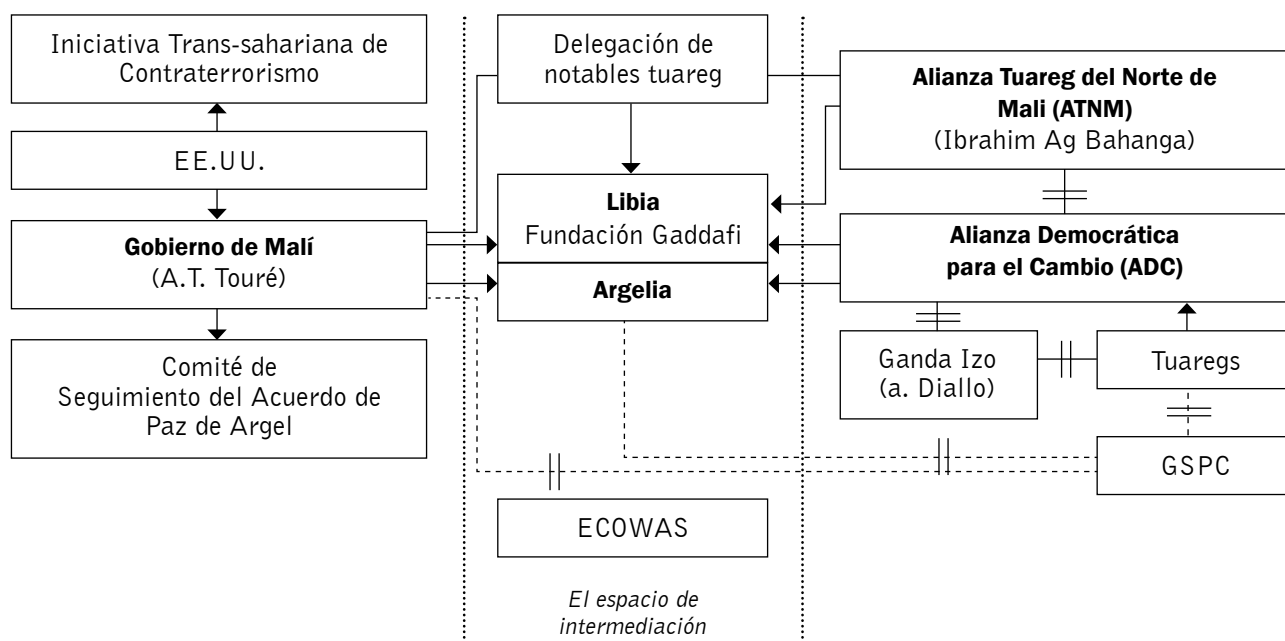 Iniciativa Trans-sahariana de
Contraterrorismo
EE.UU.
Gobierno de Malí
(A.T. Touré)
Comité de
Seguimiento del Acuerdo de
Paz de Argel
Delegación de
notables tuareg
Libia
Fundación Gaddafi
Argelia
ECOWAS
El espacio de
intermediación
Alianza Tuareg del Norte de
Mali (ATNM)
(Ibrahim Ag Bahanga)
Alianza Democrática
para el Cambio (ADC)
Ganda Izo
(a. Diallo)
Tuaregs
GSPC